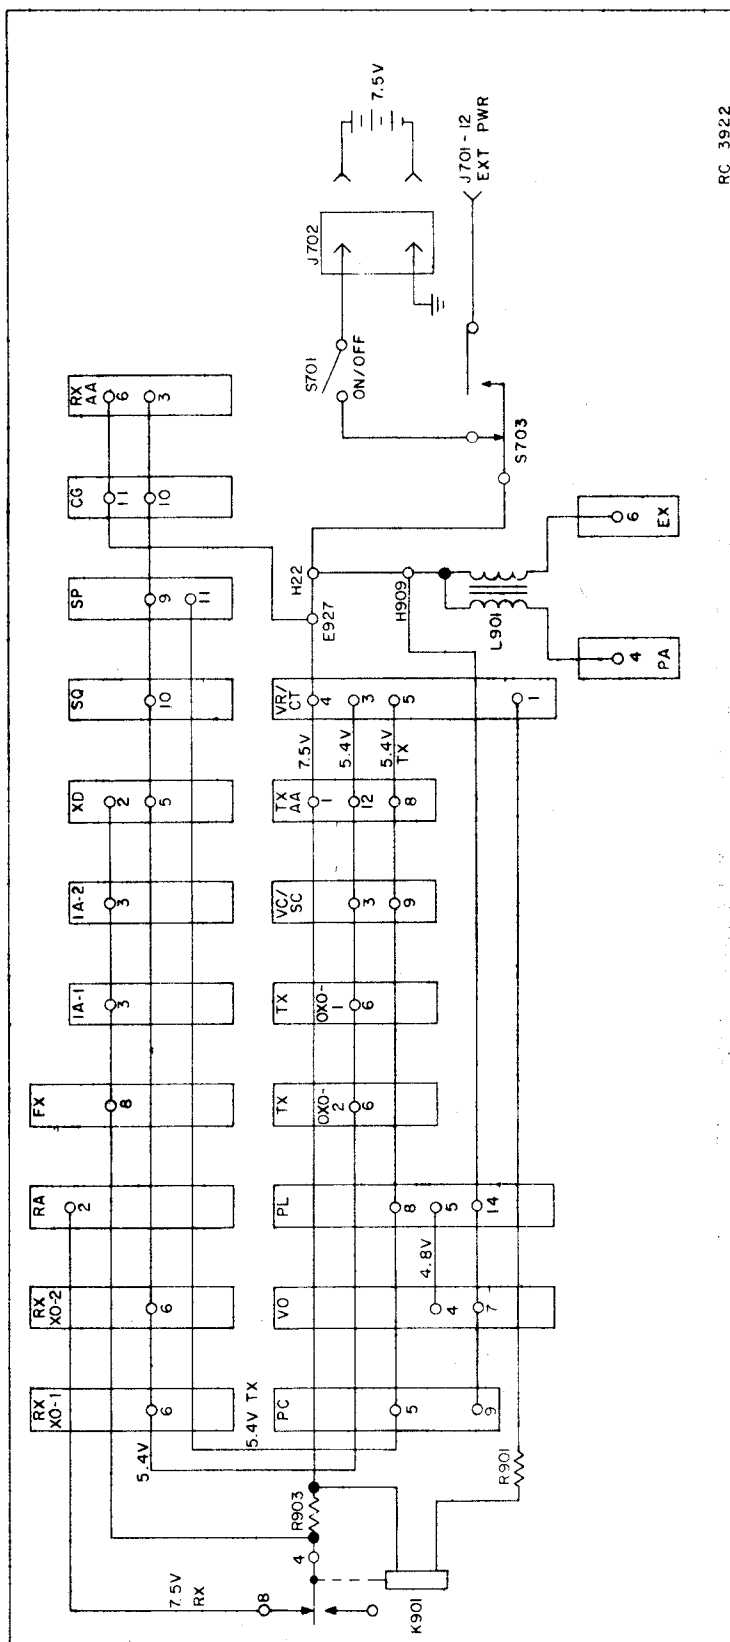 RX XO-1
6
RX XO-2
6
RA
2
FX
8
IA-1
3
IA-2
3
XD
2
5
SQ
10
SP
9
11
CG
11
10
RX AA
6
3
7.5V RX
8
5.4V
5.4V TX
PC
5
9
VO
4
7
4.8V
PL
8
5
14
TX OXO-2
6
TX OXO-1
6
VC/SC
3
9
TX AA
1
12
8
7.5V
5.4V
5.4V TX
VR/CT
4
3
5
1
E927
H22
H909
L901
PA
4
EX
6
S703
S701
ON/OFF
J702
7.5V
J701-12
EXT PWR
4
R903
K901
R901
RC 3922